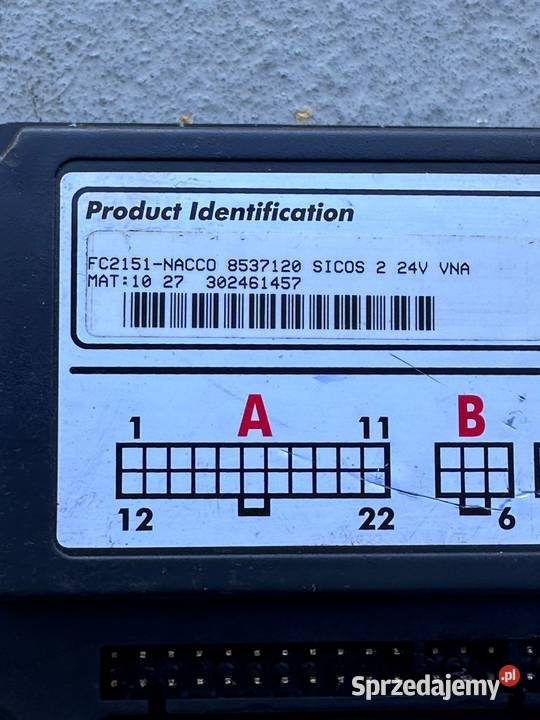 Product Identification
FC2151-NACCO 8537120 SICOS 2 24V VNA
MAT:10 27 302461457
A B
1 11
12 22 6
Sprzedajemy.pl